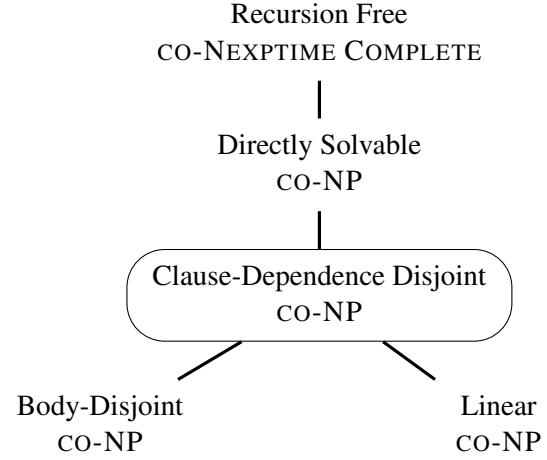 Recursion Free
CO-NEXPTIME COMPLETE
Directly Solvable
CO-NP
Clause-Dependence Disjoint
CO-NP
Body-Disjoint
CO-NP
Linear
CO-NP